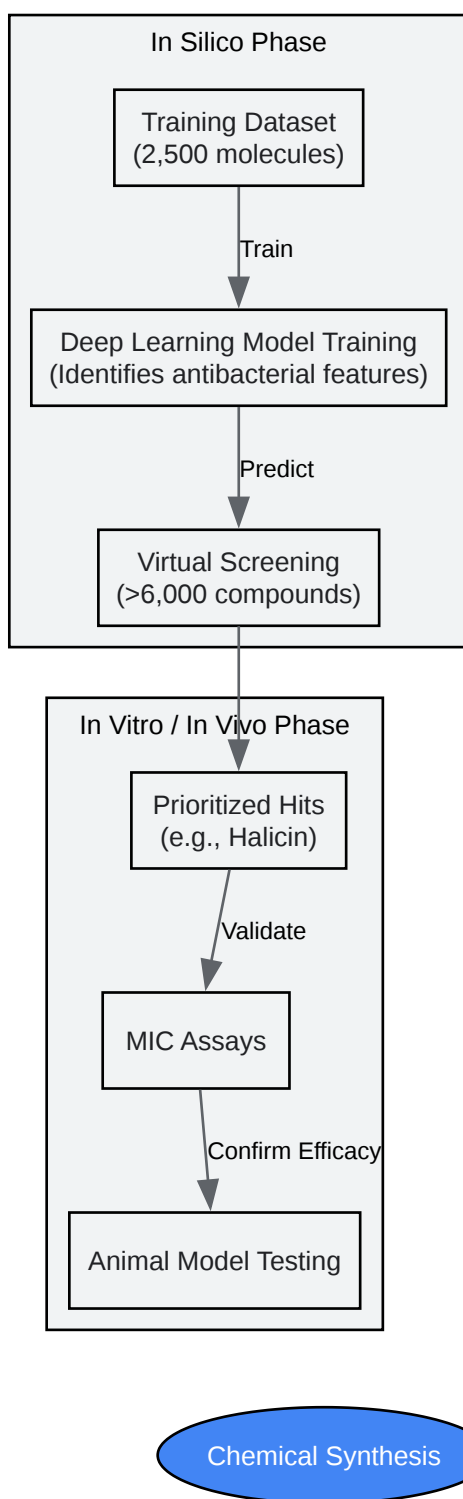 In Silico Phase
Training Dataset
(2,500 molecules)
Train
Deep Learning Model Training
(Identifies antibacterial features)
Predict
Virtual Screening
(>6,000 compounds)
In Vitro / In Vivo Phase
Prioritized Hits
(e.g., Halicin)
Validate
MIC Assays
Confirm Efficacy
Animal Model Testing
Chemical Synthesis